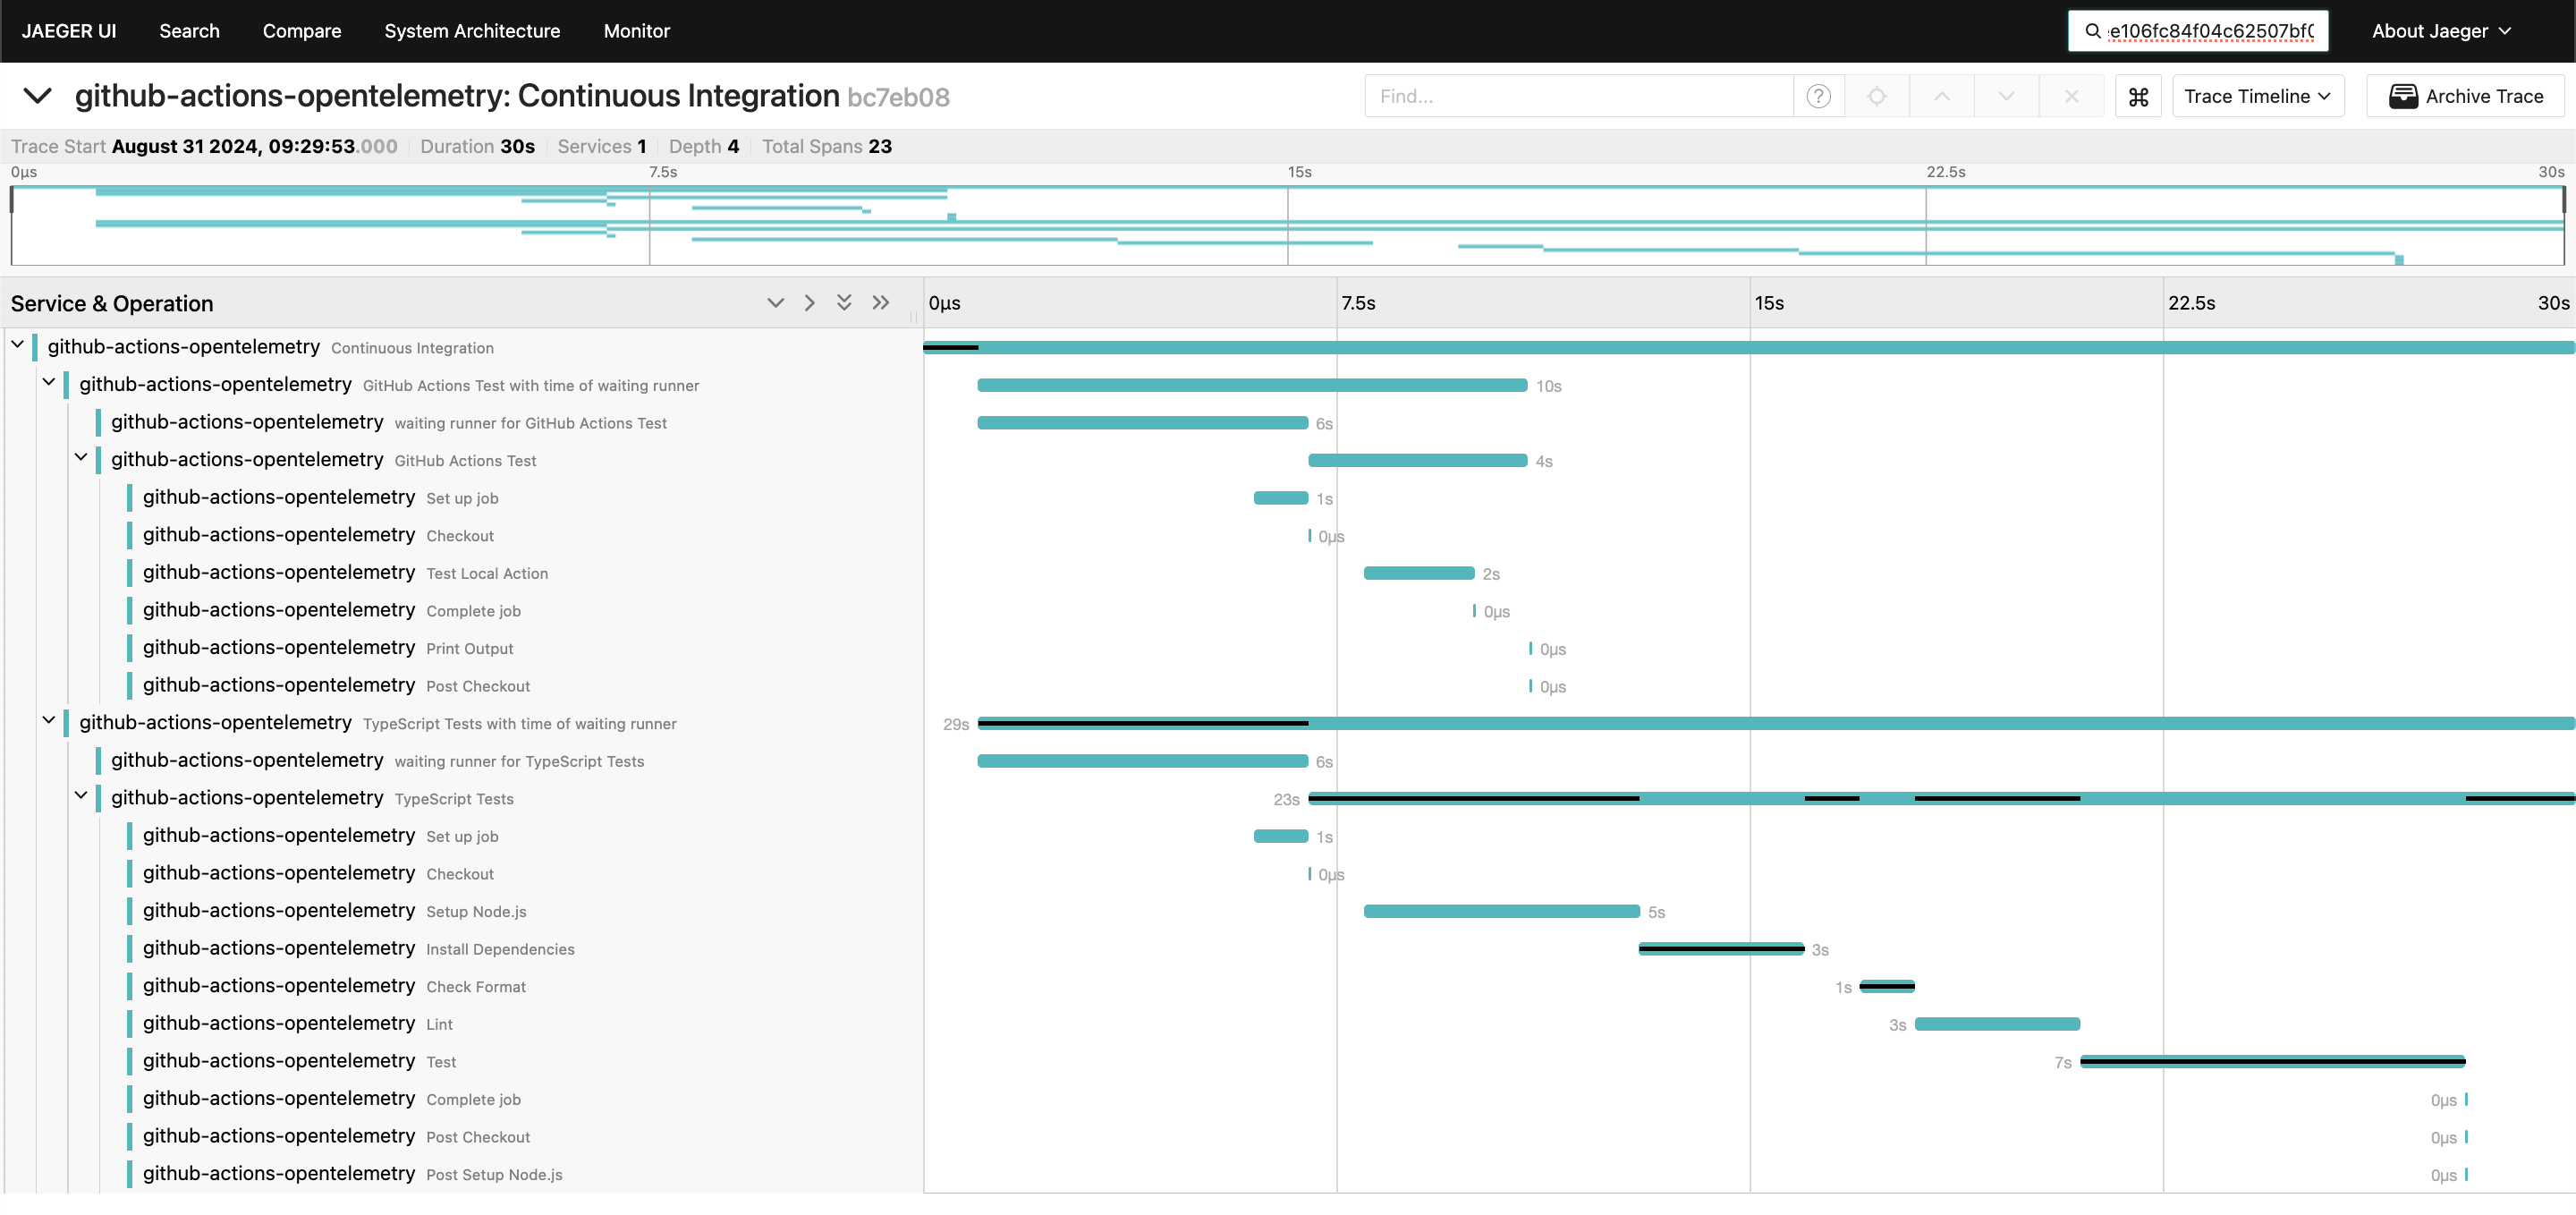 JAEGER UI Search Compare System Architecture Monitor e106fc84f04c62507bf About Jaeger
github-actions-opentelemetry: Continuous Integration bc7eb08 Find... ? ⌘ Trace Timeline Archive Trace
Trace Start August 31 2024, 09:29:53.000 Duration 30s Services 1 Depth 4 Total Spans 23
0μs 7.5s 15s 22.5s 30s
Service & Operation 0μs 7.5s 15s 22.5s 30s
github-actions-opentelemetry Continuous Integration
github-actions-opentelemetry GitHub Actions Test with time of waiting runner 10s
github-actions-opentelemetry waiting runner for GitHub Actions Test 6s
github-actions-opentelemetry GitHub Actions Test 4s
github-actions-opentelemetry Set up job 1s
github-actions-opentelemetry Checkout 0μs
github-actions-opentelemetry Test Local Action 2s
github-actions-opentelemetry Complete job 0μs
github-actions-opentelemetry Print Output 0μs
github-actions-opentelemetry Post Checkout 0μs
github-actions-opentelemetry TypeScript Tests with time of waiting runner 29s
github-actions-opentelemetry waiting runner for TypeScript Tests 6s
github-actions-opentelemetry TypeScript Tests 23s
github-actions-opentelemetry Set up job 1s
github-actions-opentelemetry Checkout 0μs
github-actions-opentelemetry Setup Node.js 5s
github-actions-opentelemetry Install Dependencies 3s
github-actions-opentelemetry Check Format 1s
github-actions-opentelemetry Lint 3s
github-actions-opentelemetry Test 7s
github-actions-opentelemetry Complete job 0μs
github-actions-opentelemetry Post Checkout 0μs
github-actions-opentelemetry Post Setup Node.js 0μs